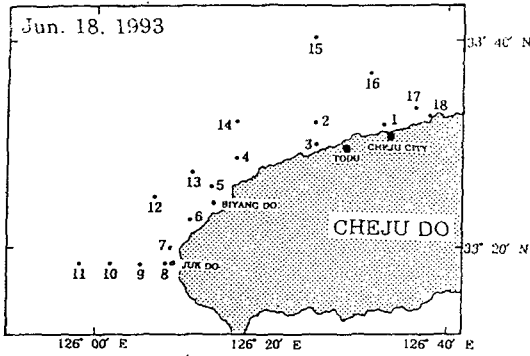 Jun. 18, 1993
33° 40' N
15
16
17
18
14
2
1
3
CHEJU CITY
TODU
4
13
5
12
BIYANG DO
6
CHEJU DO
7
33° 20' N
11 10 9 8
JUK DO
126° 00' E
126° 20' E
126° 40' E